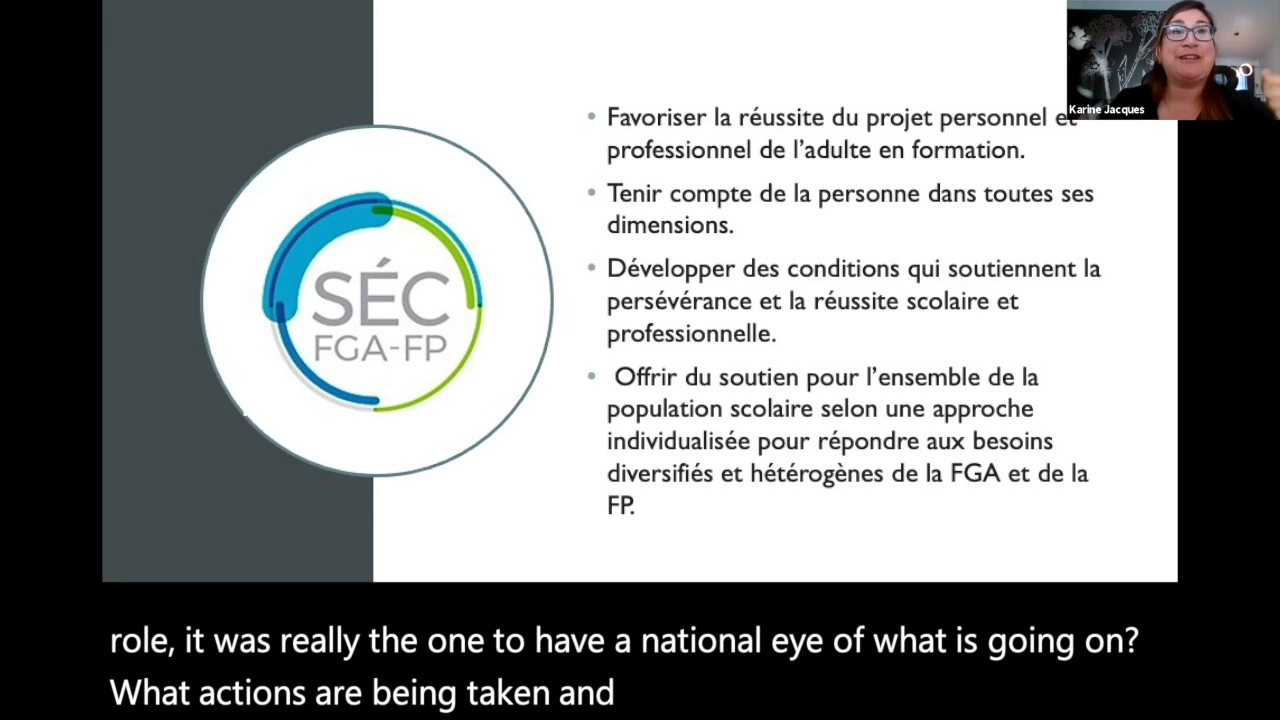 Karine Jacques
• Favoriser la réussite du projet personnel et
professionnel de l’adulte en formation.
• Tenir compte de la personne dans toutes ses
dimensions.
• Développer des conditions qui soutiennent la
persévérance et la réussite scolaire et
professionnelle.
• Offrir du soutien pour l’ensemble de la
population scolaire selon une approche
individualisée pour répondre aux besoins
diversifiés et hétérogènes de la FGA et de la
FP.
SÉC
FGA-FP
role, it was really the one to have a national eye of what is going on?
What actions are being taken and